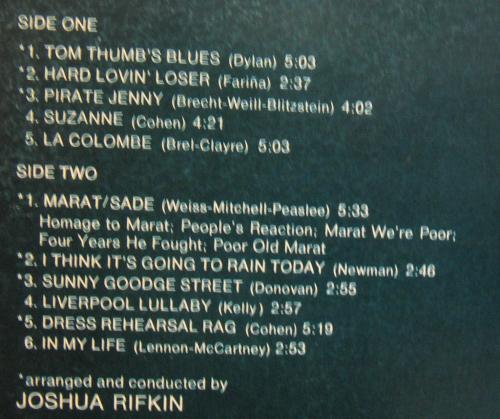 SIDE ONE
*1. TOM THUMB'S BLUES (Dylan) 5:03
*2. HARD LOVIN' LOSER (Fariña) 2:37
*3. PIRATE JENNY (Brecht-Weill-Blitzstein) 4:02
4. SUZANNE (Cohen) 4:21
5. LA COLOMBE (Brel-Clayre) 5:03
SIDE TWO
*1. MARAT/SADE (Weiss-Mitchell-Peaslee) 5:33
Homage to Marat; People's Reaction; Marat We're Poor;
Four Years He Fought; Poor Old Marat
*2. I THINK IT'S GOING TO RAIN TODAY (Newman) 2:46
*3. SUNNY GOODGE STREET (Donovan) 2:55
4. LIVERPOOL LULLABY (Kelly) 2:57
*5. DRESS REHEARSAL RAG (Cohen) 5:19
6. IN MY LIFE (Lennon-McCartney) 2:53
*arranged and conducted by
JOSHUA RIFKIN